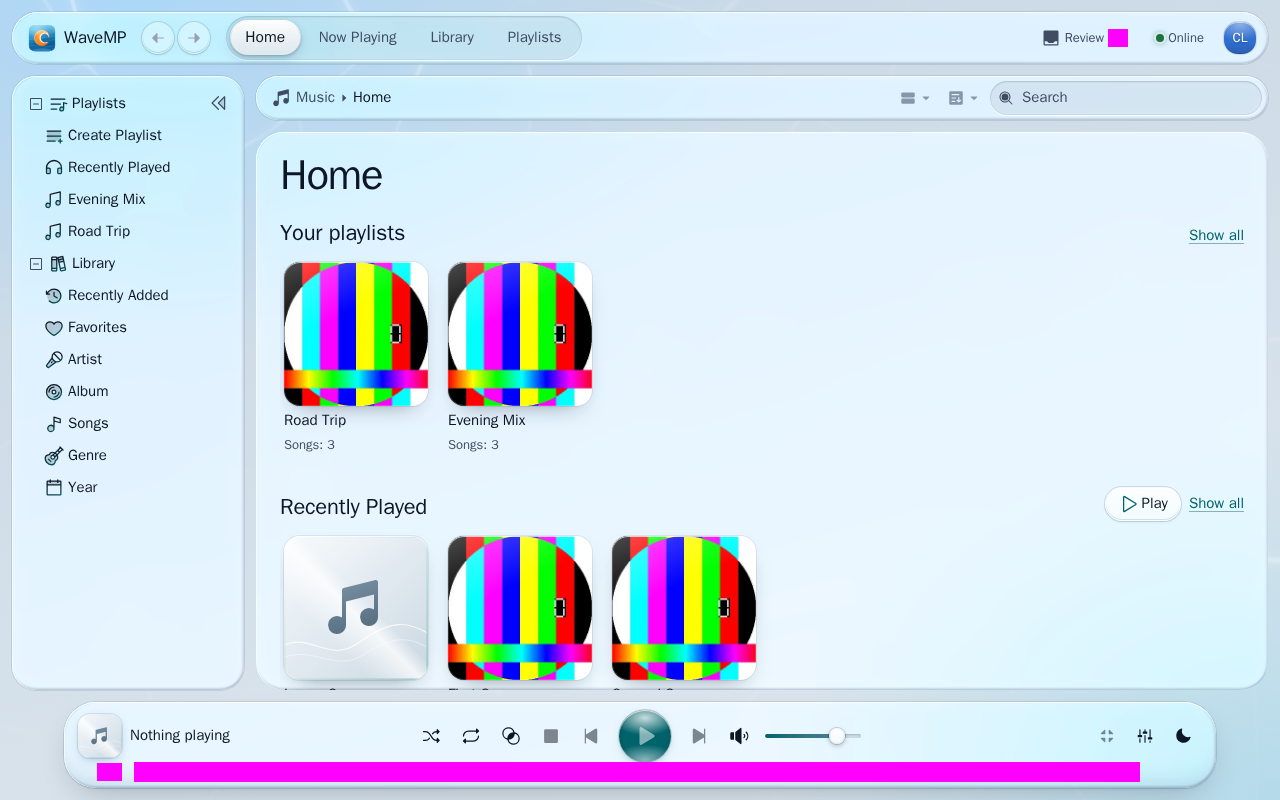 WaveMP
Home
Now Playing
Library
Playlists
Review
Online
CL
Playlists
Create Playlist
Recently Played
Evening Mix
Road Trip
Library
Recently Added
Favorites
Artist
Album
Songs
Genre
Year
Music
Home
Search
Home
Your playlists
Show all
Road Trip
Songs: 3
Evening Mix
Songs: 3
Recently Played
Play
Show all
Nothing playing